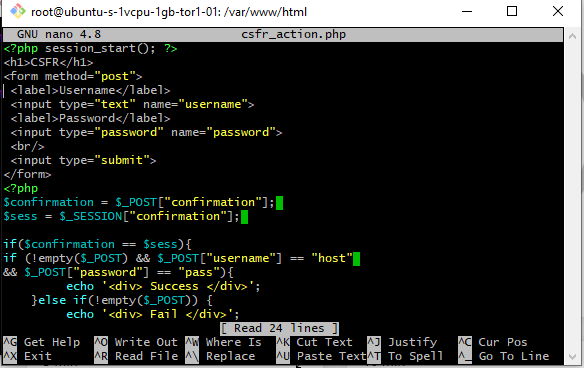 root@ubuntu-s-1vcpu-1gb-tor1-01: /var/www/html
GNU nano 4.8 csfr_action.php
<?php session_start(); ?>
<h1>CSFR</h1>
<form method="post">
<label>Username</label>
<input type="text" name="username">
<label>Password</label>
<input type="password" name="password">
<br/>
<input type="submit">
</form>
<?php
$confirmation = $_POST["confirmation"];
$sess = $_SESSION["confirmation"];
if($confirmation == $sess){
if (!empty($_POST) && $_POST["username"] == "host"
&& $_POST["password"] == "pass"){
echo '<div> Success </div>';
}else if(!empty($_POST)) {
echo '<div> Fail </div>';
[ Read 24 lines ]
^G Get Help ^O Write Out ^W Where Is ^K Cut Text ^J Justify ^C Cur Pos
^X Exit ^R Read File ^\ Replace ^U Paste Text ^T To Spell ^_ Go To Line